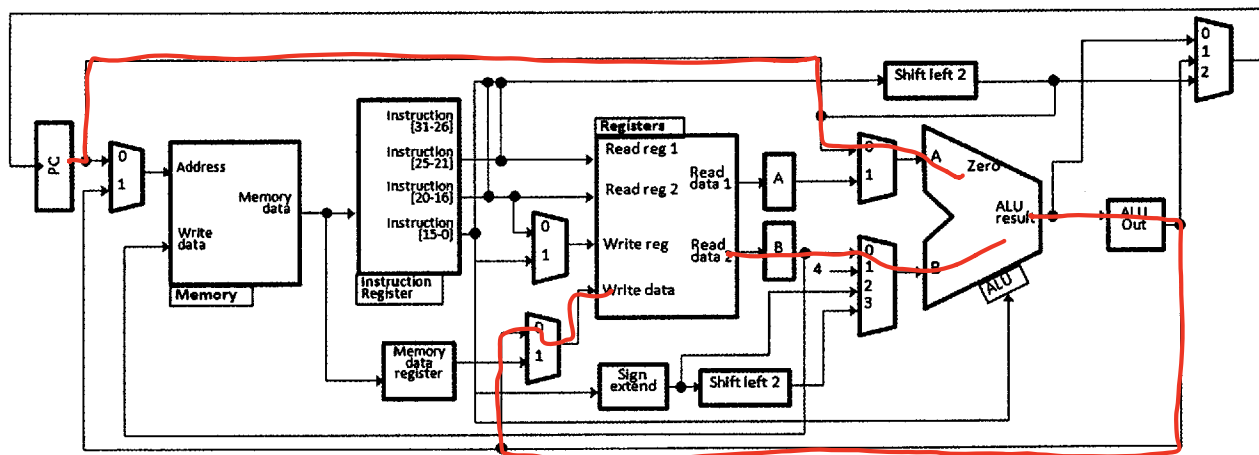 0
1
2
Shift left 2
PC
0
1
Address
Memory
data
Write
data
Memory
Instruction
[31-26]
Instruction
[25-21]
Instruction
[20-16]
Instruction
[15-0]
Instruction
Register
Registers
Read reg 1
Read
data 1
Read reg 2
Write reg
Read
data 2
Write data
0
1
0
1
Memory
data
register
A
B
0
1
4
0
1
2
3
A
Zero
ALU
result
B
ALU
ALU
Out
Sign
extend
Shift left 2